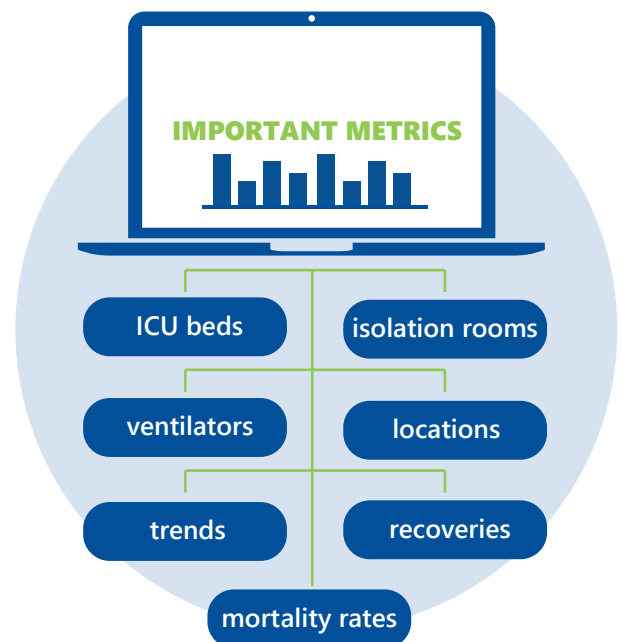 IMPORTANT METRICS
ICU beds
isolation rooms
ventilators
locations
trends
recoveries
mortality rates